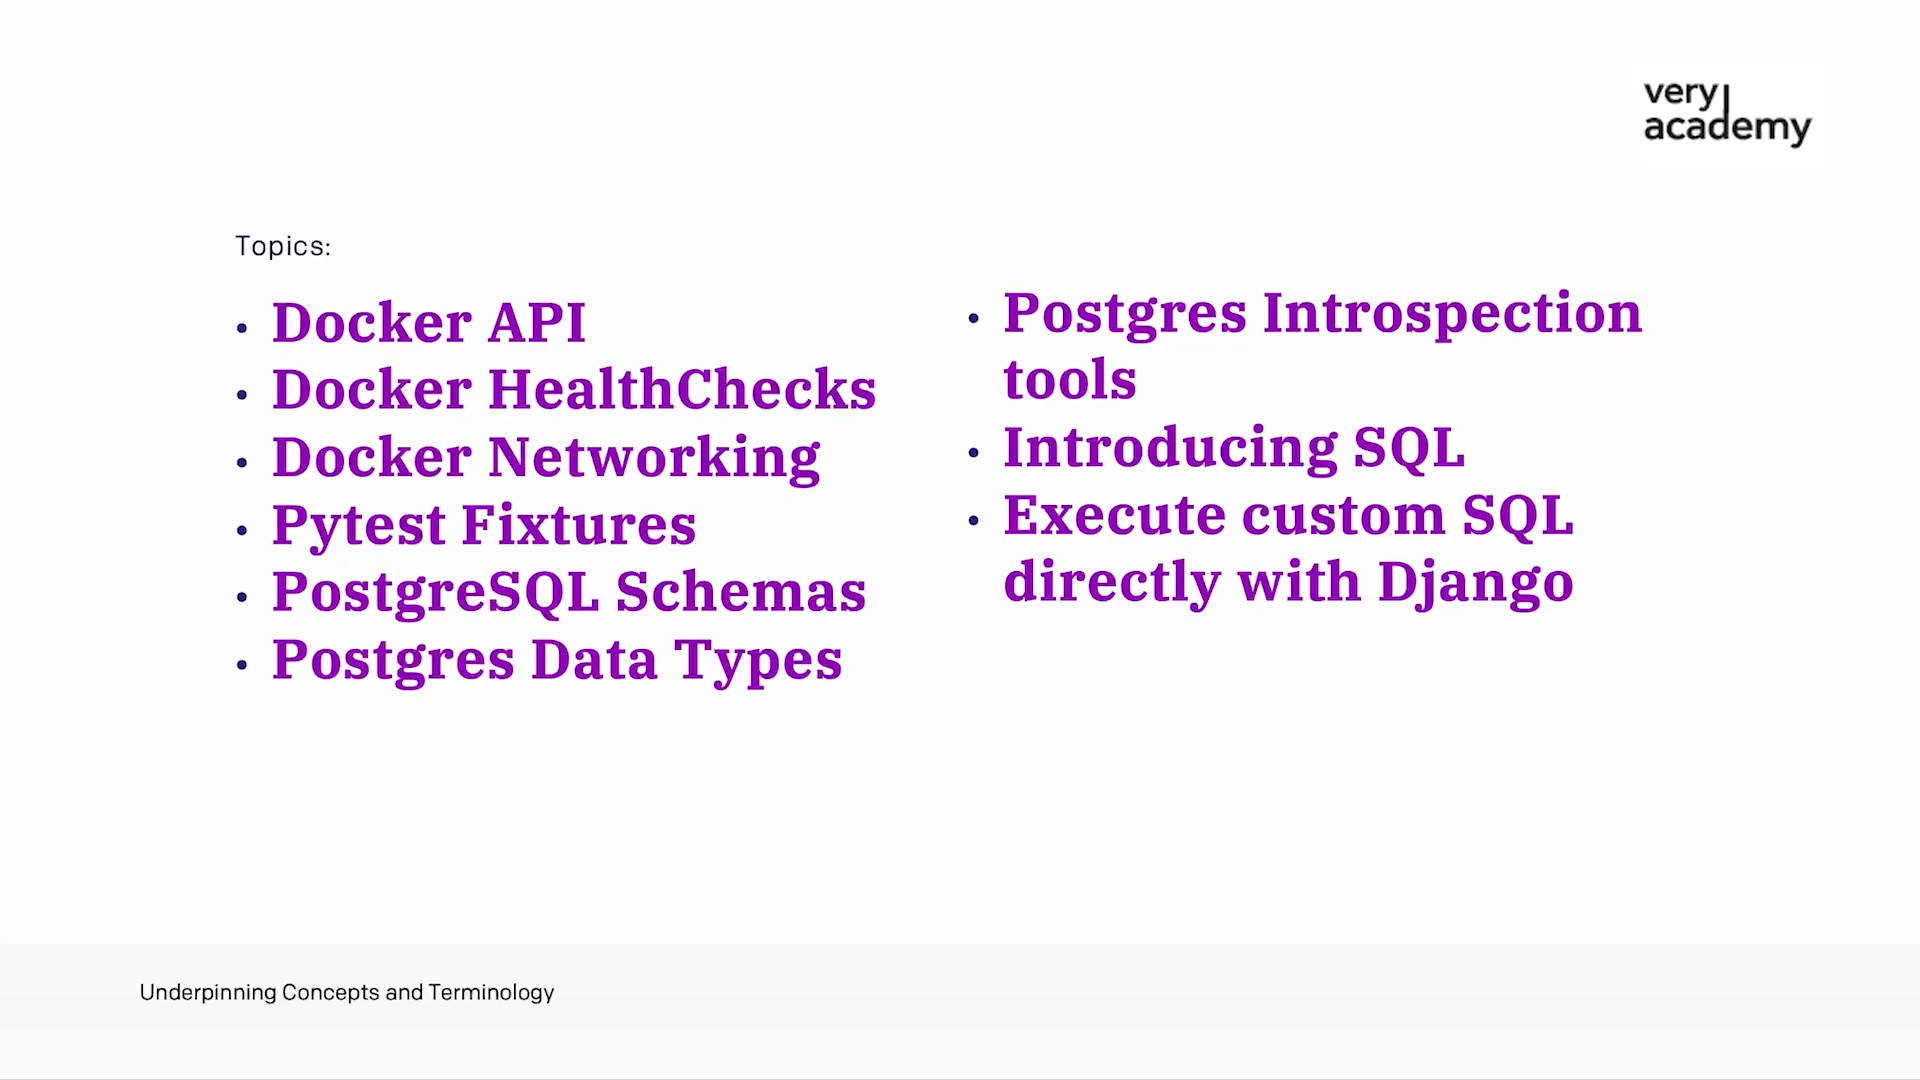 very
academy
Topics:
• Docker API
• Docker HealthChecks
• Docker Networking
• Pytest Fixtures
• PostgreSQL Schemas
• Postgres Data Types
• Postgres Introspection
tools
• Introducing SQL
• Execute custom SQL
directly with Django
Underpinning Concepts and Terminology